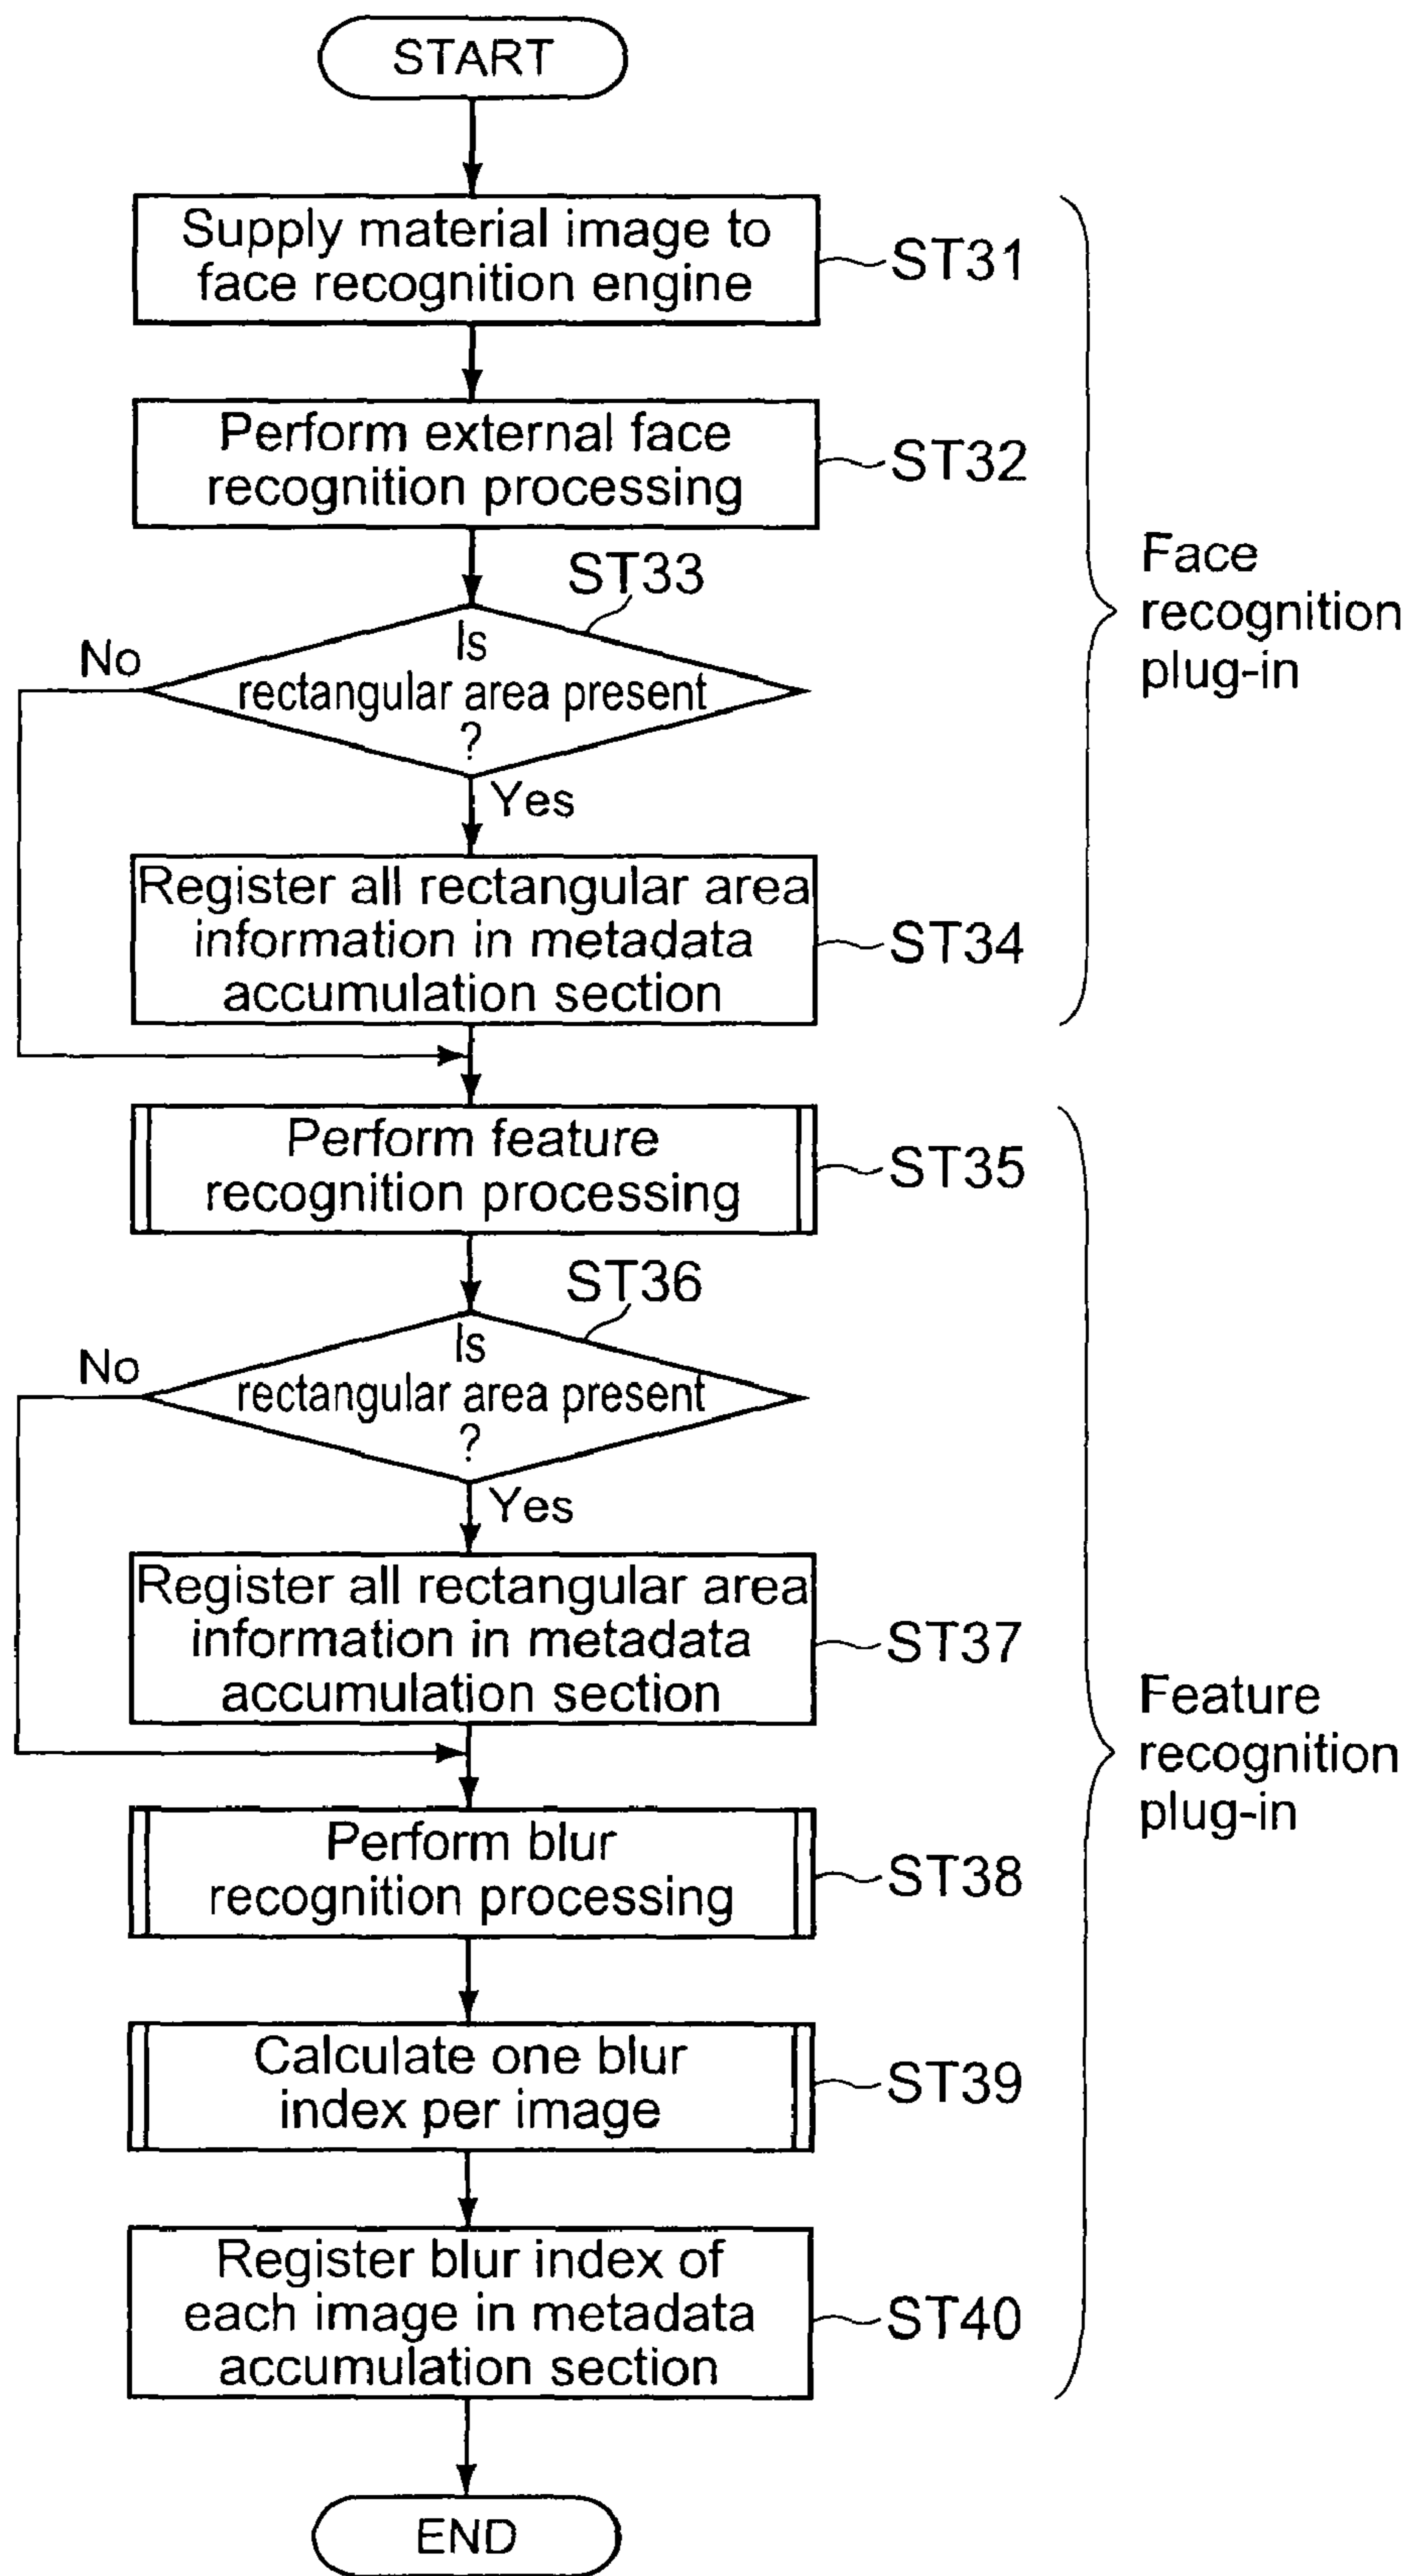 START
Supply material image to
face recognition engine
ST31
Perform external face
recognition processing
ST32
Face
recognition
plug-in
ST33
Is
rectangular area present
?
No
Yes
Register all rectangular area
information in metadata
accumulation section
ST34
Perform feature
recognition processing
ST35
ST36
Is
rectangular area present
?
No
Yes
Register all rectangular area
information in metadata
accumulation section
ST37
Feature
recognition
plug-in
Perform blur
recognition processing
ST38
Calculate one blur
index per image
ST39
Register blur index of
each image in metadata
accumulation section
ST40
END